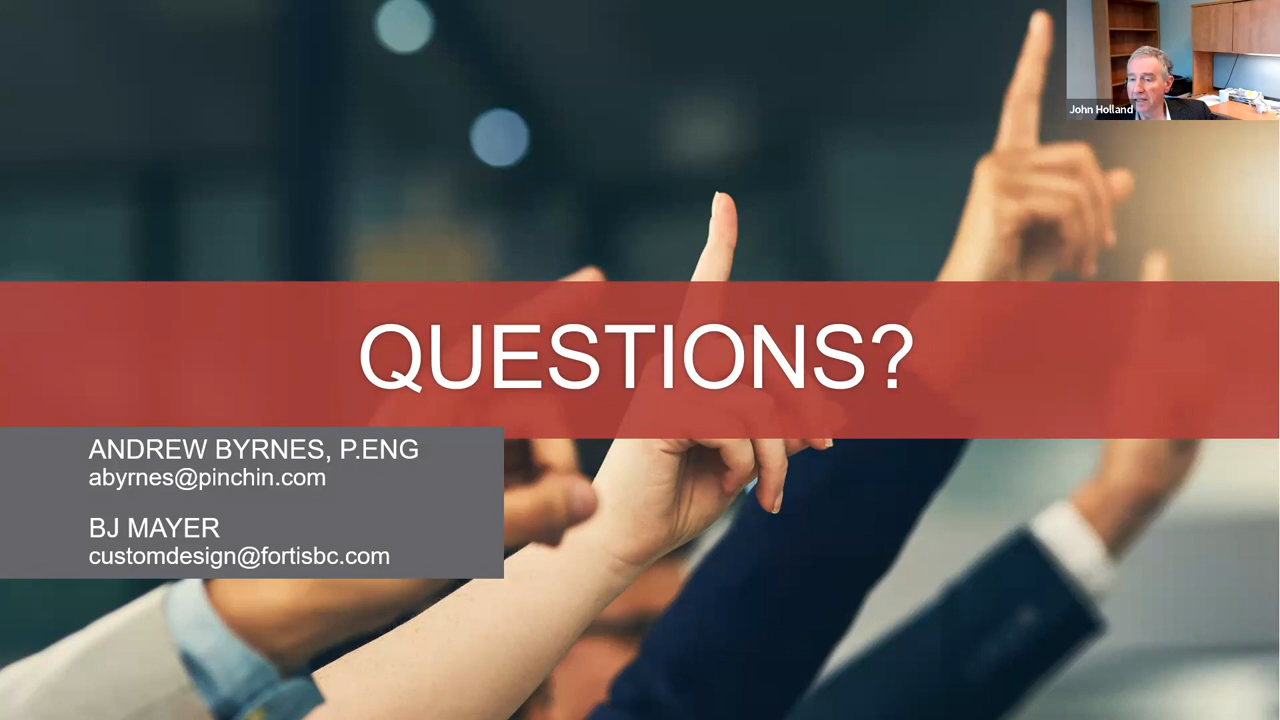 John Holland
QUESTIONS?
ANDREW BYRNES, P.ENG
abyrnes@pinchin.com
BJ MAYER
customdesign@fortisbc.com